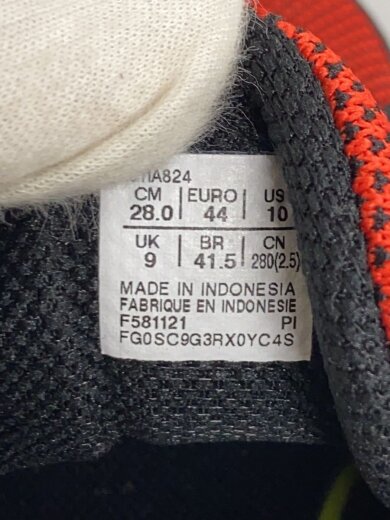 CM | EURO | US
28.0 | 44 | 10
UK | BR | CN
9 | 41.5 | 280(2.5)
MADE IN INDONESIA
FABRIQUE EN INDONESIE
F581121 PI
FG0SC9G3RX0YC4S